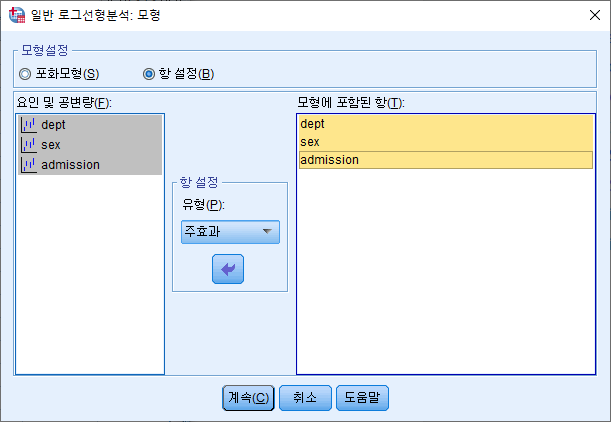 일반 로그선형분석: 모형
모형설정
포화모형(S)
항 설정(B)
요인 및 공변량(F):
모형에 포함된 항(T):
dept
sex
admission
항 설정
유형(P):
주효과
dept
sex
admission
계속(C)
취소
도움말